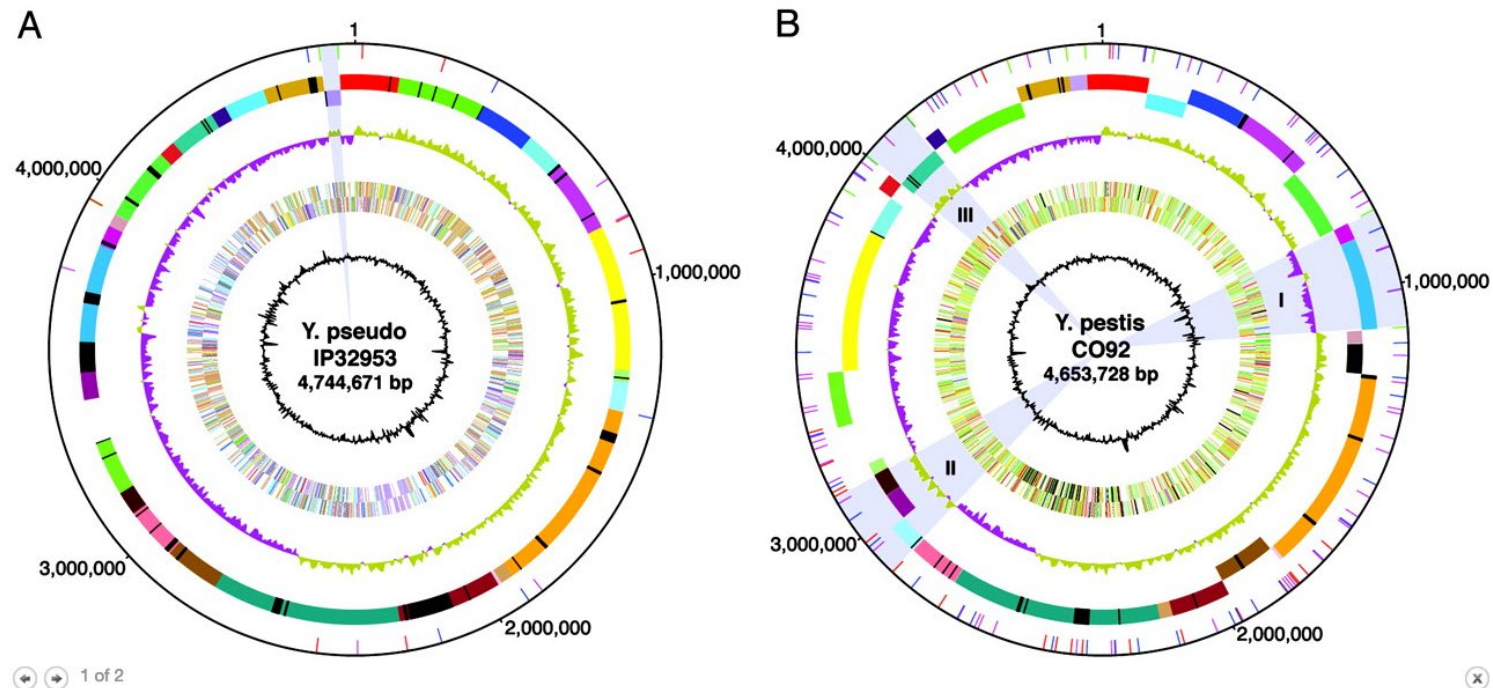 A
1
1,000,000
2,000,000
3,000,000
4,000,000
Y. pseudo
IP32953
4,744,671 bp
B
1
1,000,000
2,000,000
3,000,000
4,000,000
I
II
III
Y. pestis
CO92
4,653,728 bp
1 of 2
X